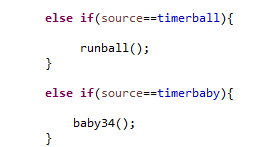 else if(source==timerball){
runball();
}
else if(source==timerbaby){
baby34();
}